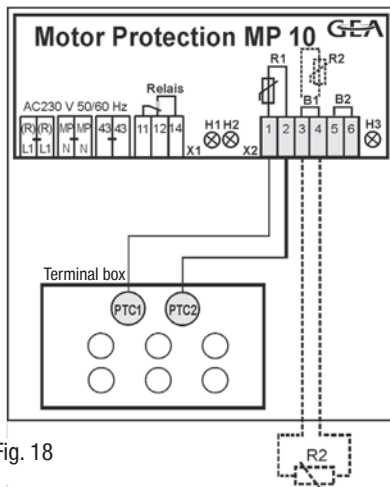 Motor Protection MP 10 GEA
R1 R2
Relais
AC230 V 50/60 Hz
B1 B2
(R) (R) MP MP 43 43 11 12 14 H1 H2 1 2 3 4 5 6 H3
L1 L1 N N X1 X2
Terminal box
PTC1 PTC2
Fig. 18
R2